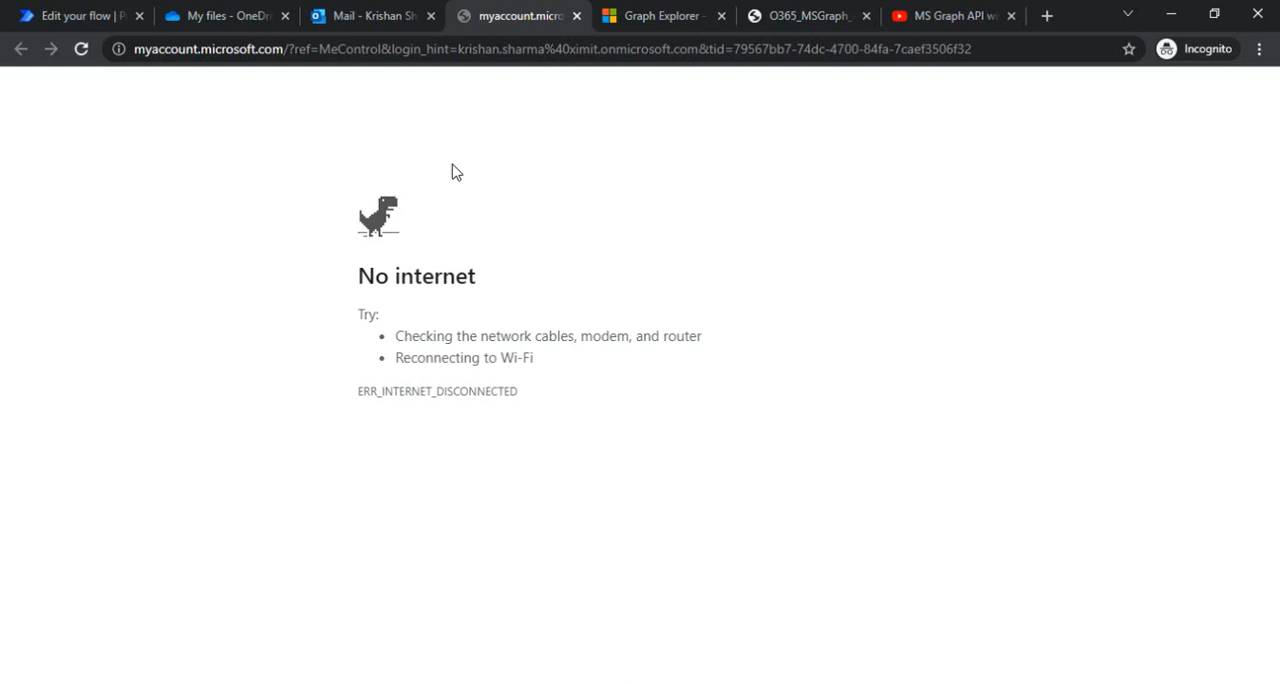 Edit your flow | P
My files - OneDr
Mail - Krishan Sh
myaccount.micro
Graph Explorer -
O365_MSGraph_
MS Graph API wi
myaccount.microsoft.com/?ref=MeControl&login_hint=krishan.sharma%40ximit.onmicrosoft.com&tid=79567bb7-74dc-4700-84fa-7caef3506f32
Incognito
No internet
Try:
• Checking the network cables, modem, and router
• Reconnecting to Wi-Fi
ERR_INTERNET_DISCONNECTED